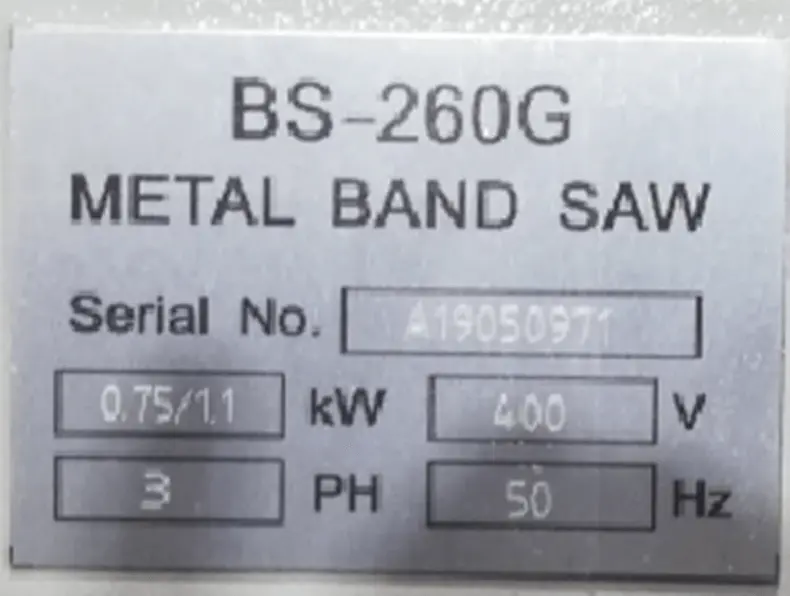 BS-260G
METAL BAND SAW
Serial No. A19050971
0.75/1.1 kW 400 V
3 PH 50 Hz